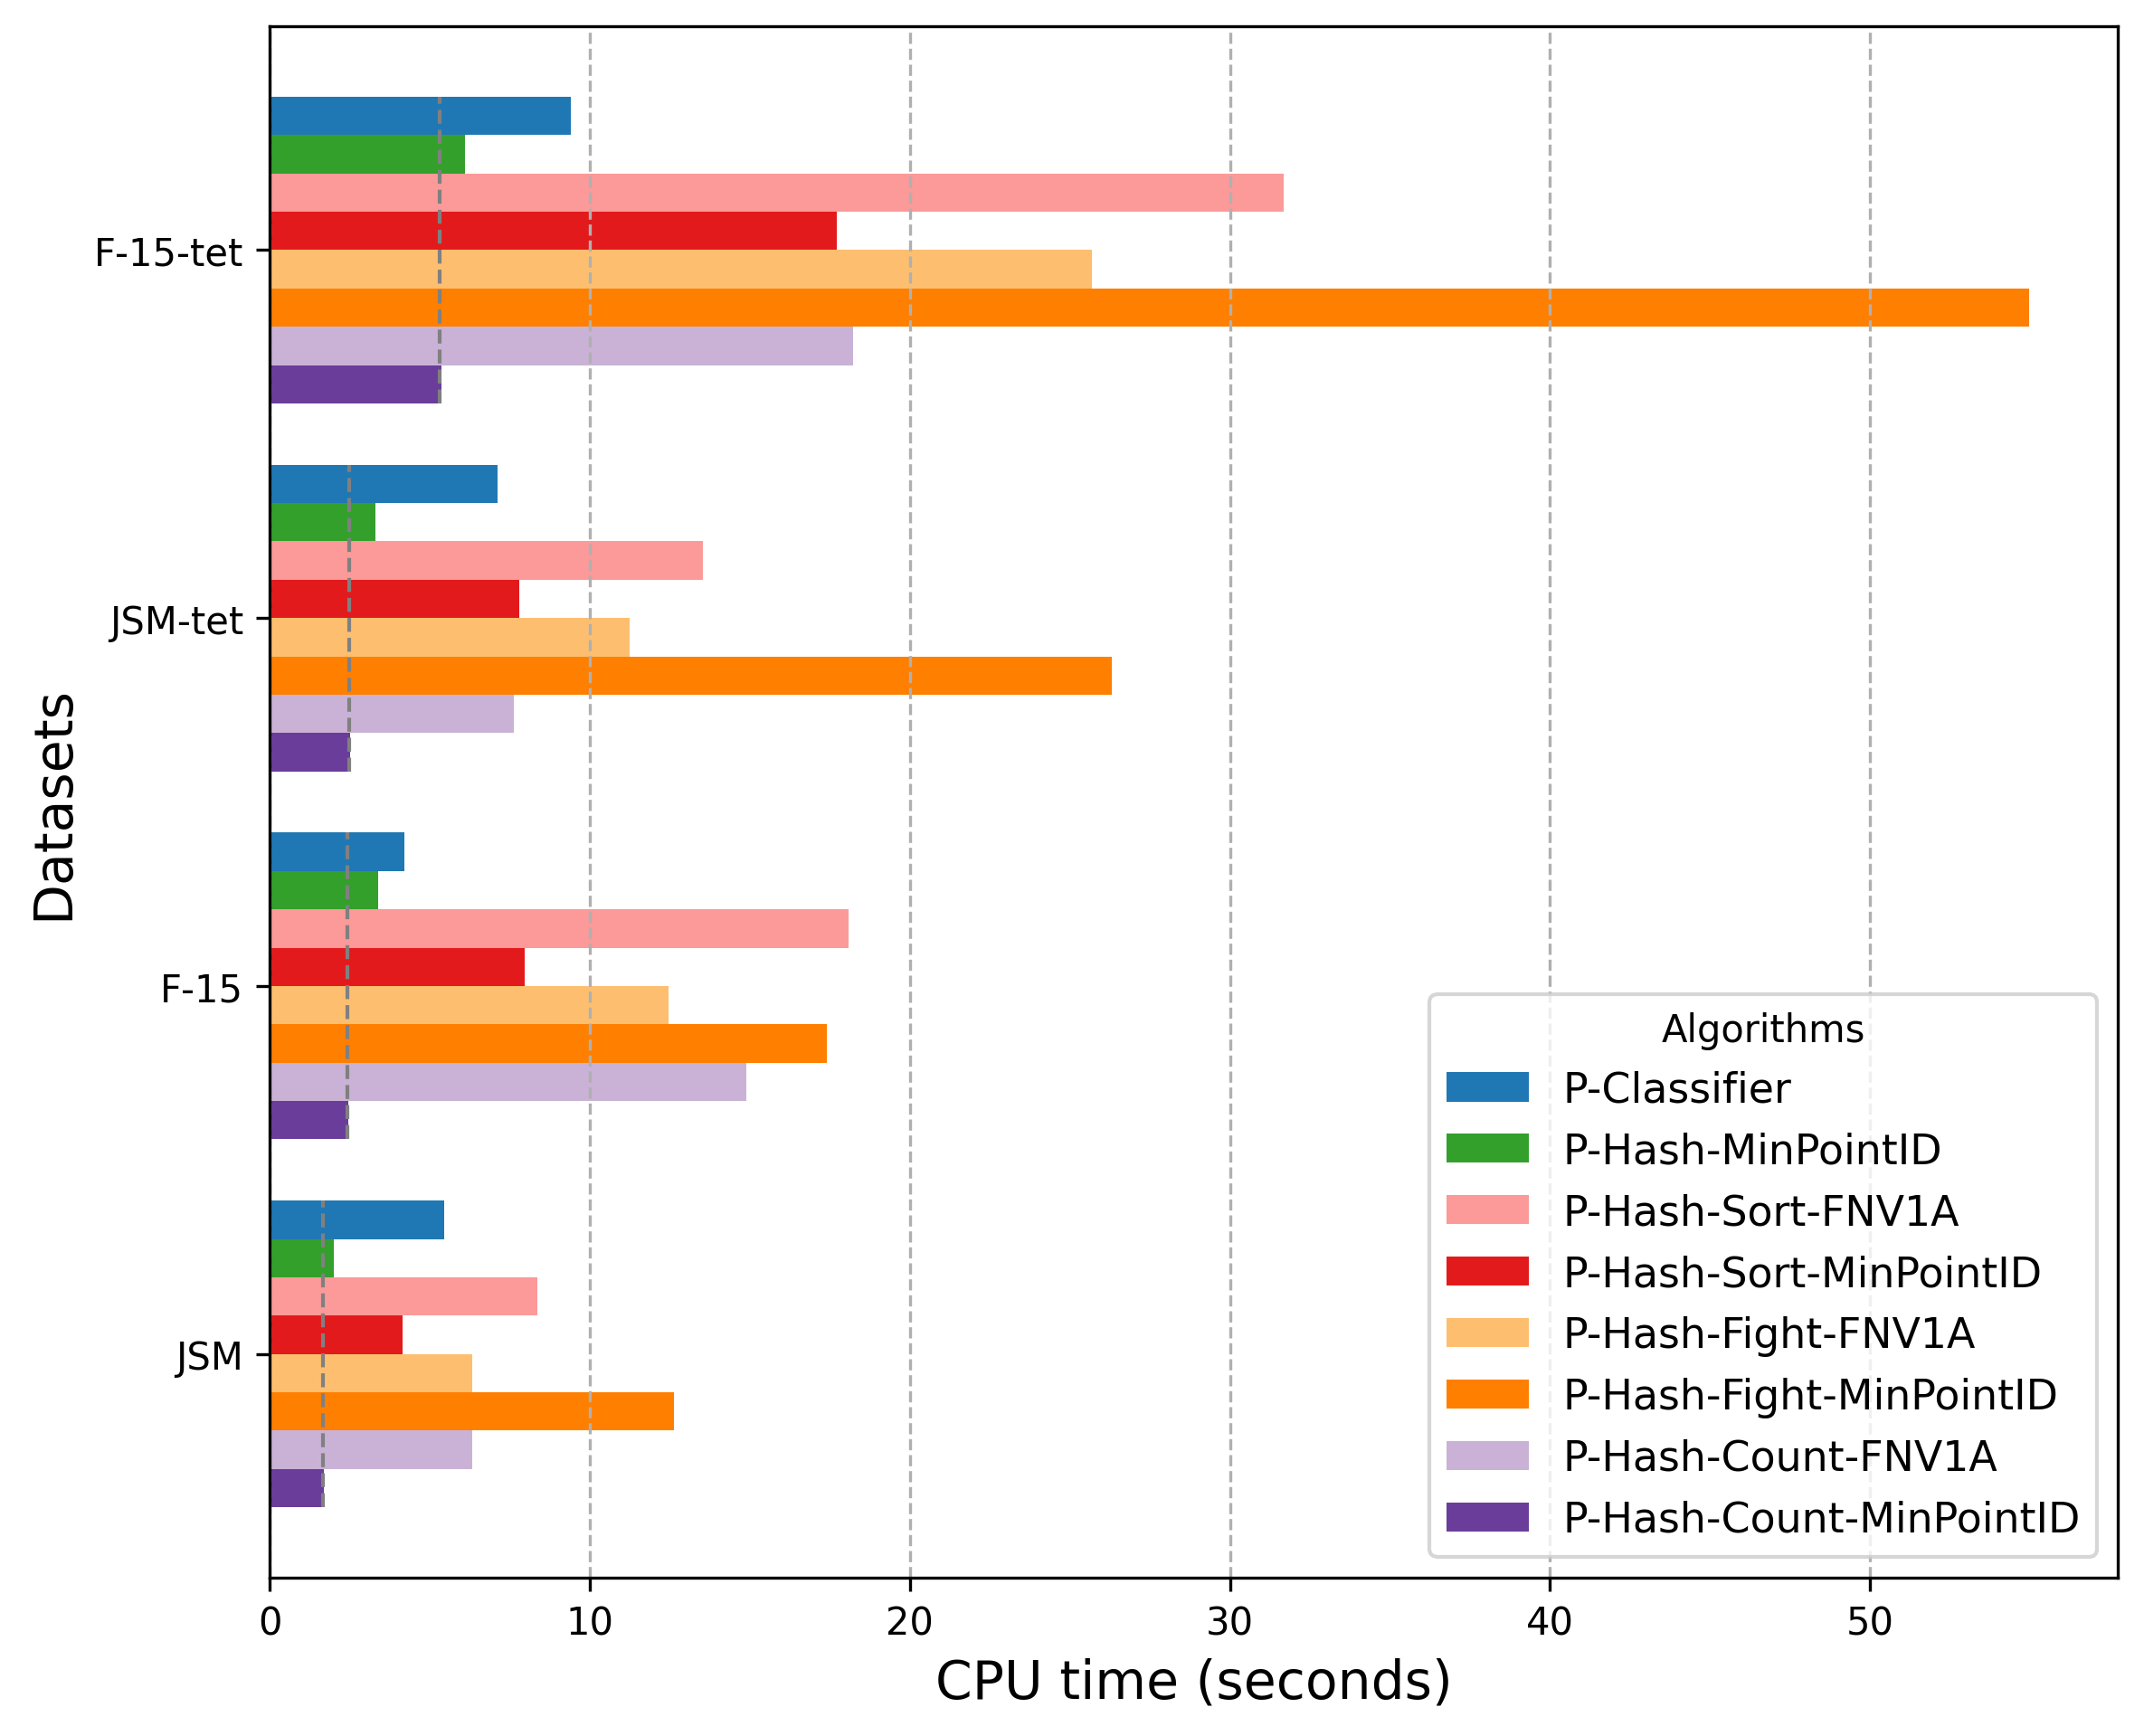 F-15-tet
JSM-tet
F-15
JSM
Datasets
0 10 20 30 40 50
CPU time (seconds)
Algorithms
P-Classifier
P-Hash-MinPointID
P-Hash-Sort-FNV1A
P-Hash-Sort-MinPointID
P-Hash-Fight-FNV1A
P-Hash-Fight-MinPointID
P-Hash-Count-FNV1A
P-Hash-Count-MinPointID